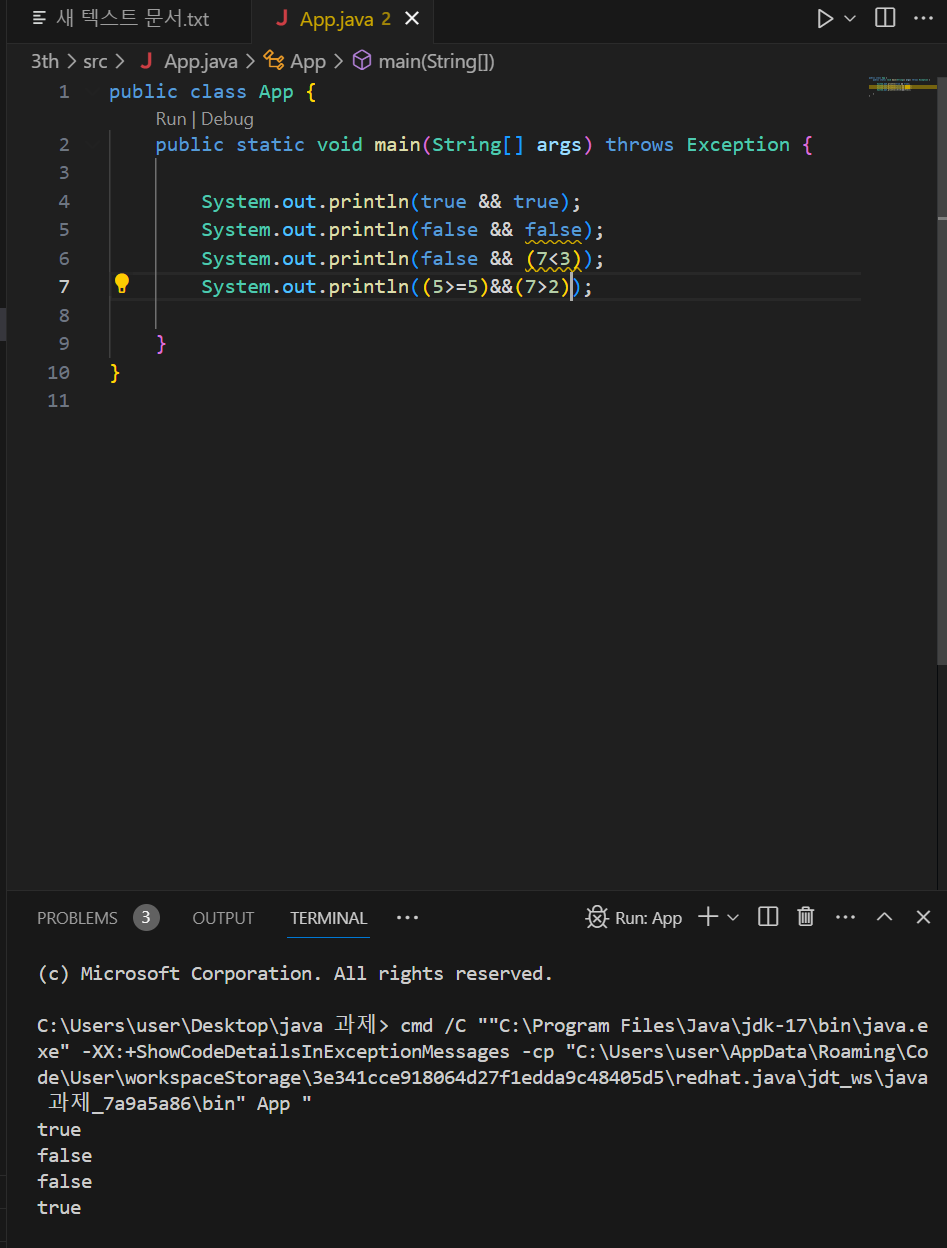 새 텍스트 문서.txt
J App.java 2
3th > src > J App.java > App > main(String[])
1 public class App {
Run | Debug
2 public static void main(String[] args) throws Exception {
3
4 System.out.println(true && true);
5 System.out.println(false && false);
6 System.out.println(false && (7<3));
7 System.out.println((5>=5)&&(7>2));
8
9 }
10 }
11
PROBLEMS 3 OUTPUT TERMINAL ··· Run: App
(c) Microsoft Corporation. All rights reserved.
C:\Users\user\Desktop\java 과제> cmd /C ""C:\Program Files\Java\jdk-17\bin\java.e
xe" -XX:+ShowCodeDetailsInExceptionMessages -cp "C:\Users\user\AppData\Roaming\Co
de\User\workspaceStorage\3e341cce918064d27f1edda9c48405d5\redhat.java\jdt_ws\java
과제_7a9a5a86\bin" App "
true
false
false
true